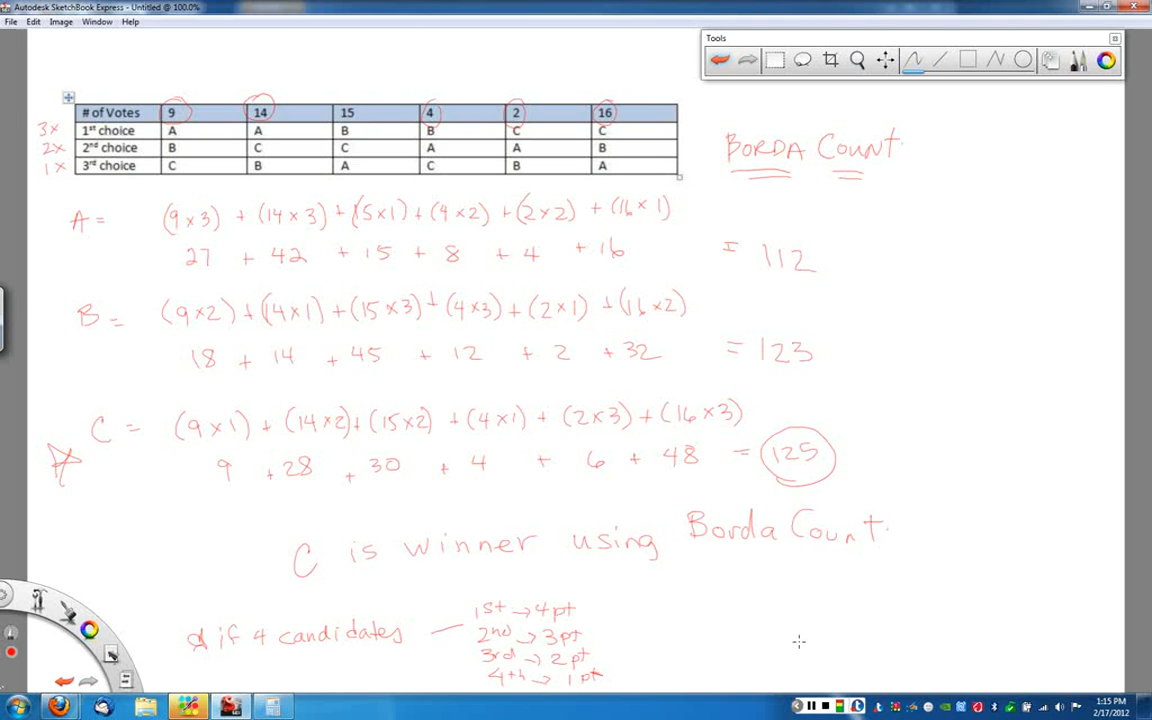 Autodesk SketchBook Express - Untitled @ 100.0%
File Edit Image Window Help
Tools
# of Votes 9 14 15 4 2 16
3x 1st choice A A B B C C
2x 2nd choice B C C A A B
1x 3rd choice C B A C B A
BORDA COUNT
A = (9x3) + (14x3) + (15x1) + (4x2) + (2x2) + (16x1)
27 + 42 + 15 + 8 + 4 + 16 = 112
B = (9x2) + (14x1) + (15x3) + (4x3) + (2x1) + (16x2)
18 + 14 + 45 + 12 + 2 + 32 = 123
C = (9x1) + (14x2) + (15x2) + (4x1) + (2x3) + (16x3)
9 + 28 + 30 + 4 + 6 + 48 = 125
C is winner using Borda Count.
if 4 candidates — 1st → 4pt
2nd → 3pt
3rd → 2pt
4th → 1pt
1:15 PM
2/17/2012